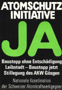 ATOMSCHUTZ
INITIATIVE
JA
Baustopp ohne Entschädigung
Leibstadt - Baustopp jetzt
Stillegung des AKW Gösgen
Nationale Koordination
der Schweizer Atomkraftwerkgegner